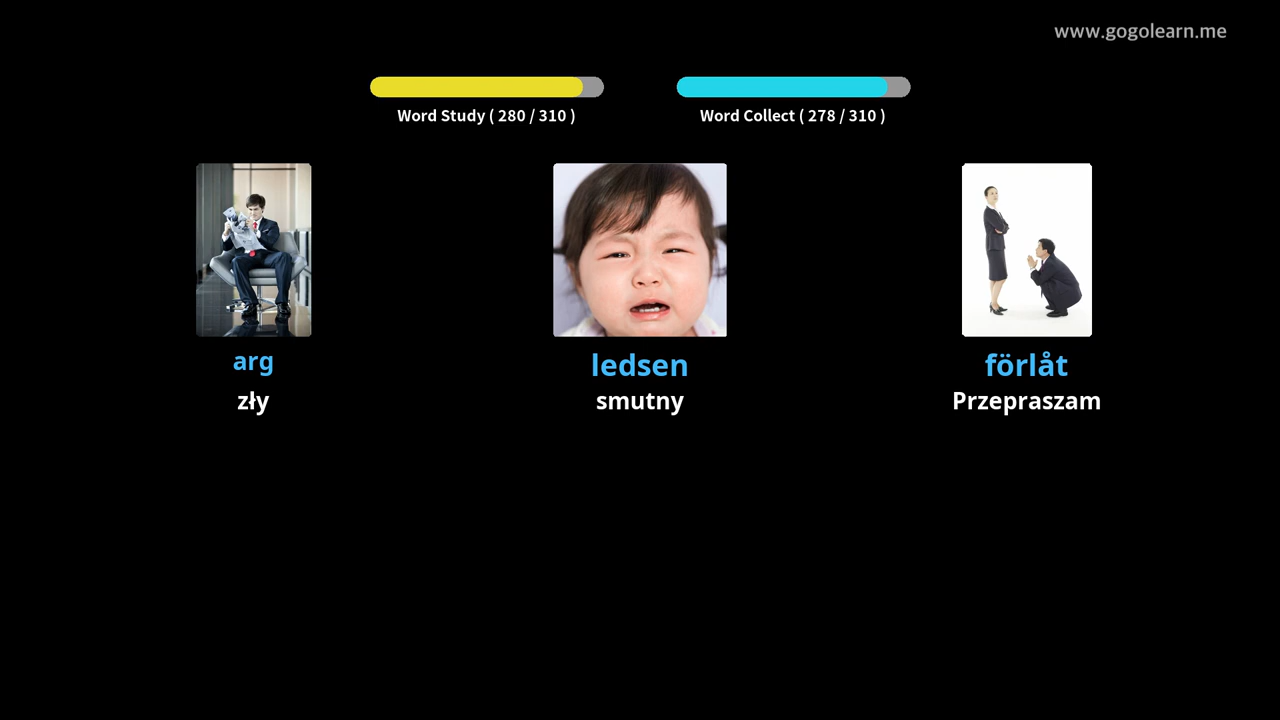 www.gogolearn.me
Word Study ( 280 / 310 )
Word Collect ( 278 / 310 )
arg
ledsen
förlåt
zły
smutny
Przepraszam